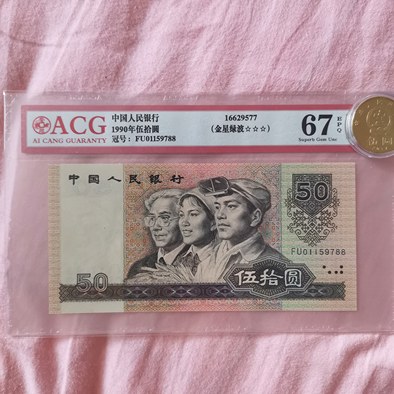 ACG
AI CANG GUARANTY
中国人民银行
1990年伍拾圆
冠号: FU01159788
16629577
(金星绿波☆☆☆)
67 EPQ
Superb Gem Unc
中国人民银行
50
FU01159788
50
伍拾圆